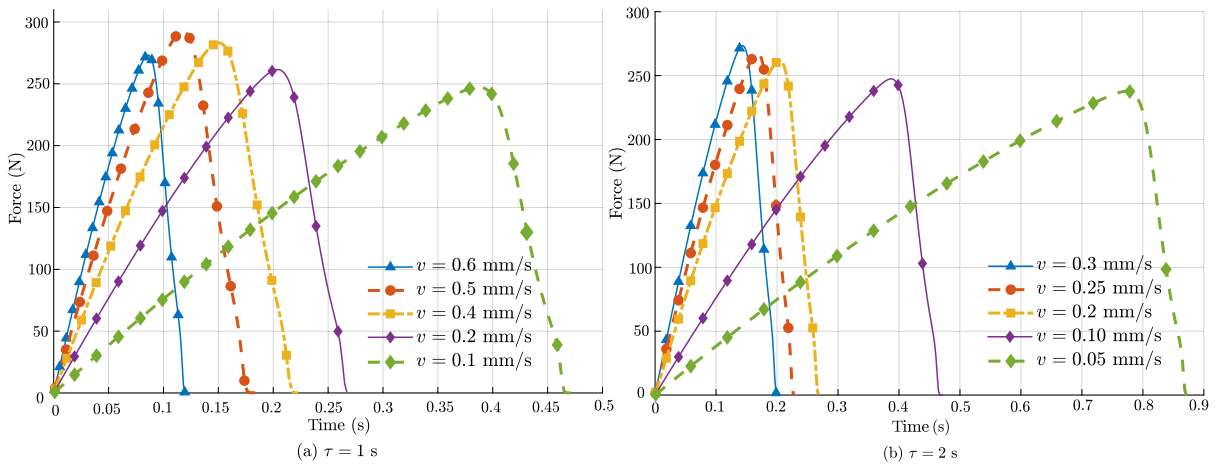 300
250
200
150
100
50
0
Force (N)
v = 0.6 mm/s
v = 0.5 mm/s
v = 0.4 mm/s
v = 0.2 mm/s
v = 0.1 mm/s
0 0.05 0.1 0.15 0.2 0.25 0.3 0.35 0.4 0.45 0.5
Time (s)
(a) τ = 1 s
300
250
200
150
100
50
0
Force (N)
v = 0.3 mm/s
v = 0.25 mm/s
v = 0.2 mm/s
v = 0.10 mm/s
v = 0.05 mm/s
0 0.1 0.2 0.3 0.4 0.5 0.6 0.7 0.8 0.9
Time (s)
(b) τ = 2 s